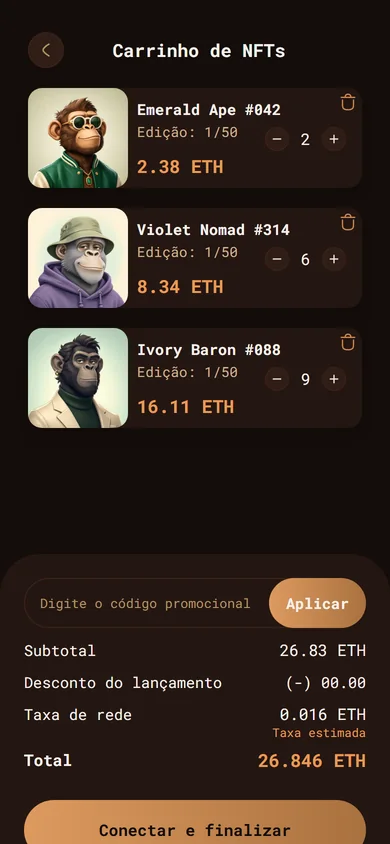 Carrinho de NFTs
Emerald Ape #042
Edição: 1/50
− 2 +
2.38 ETH
Violet Nomad #314
Edição: 1/50
− 6 +
8.34 ETH
Ivory Baron #088
Edição: 1/50
− 9 +
16.11 ETH
Digite o código promocional Aplicar
Subtotal 26.83 ETH
Desconto do lançamento (-) 00.00
Taxa de rede 0.016 ETH
Taxa estimada
Total 26.846 ETH
Conectar e finalizar